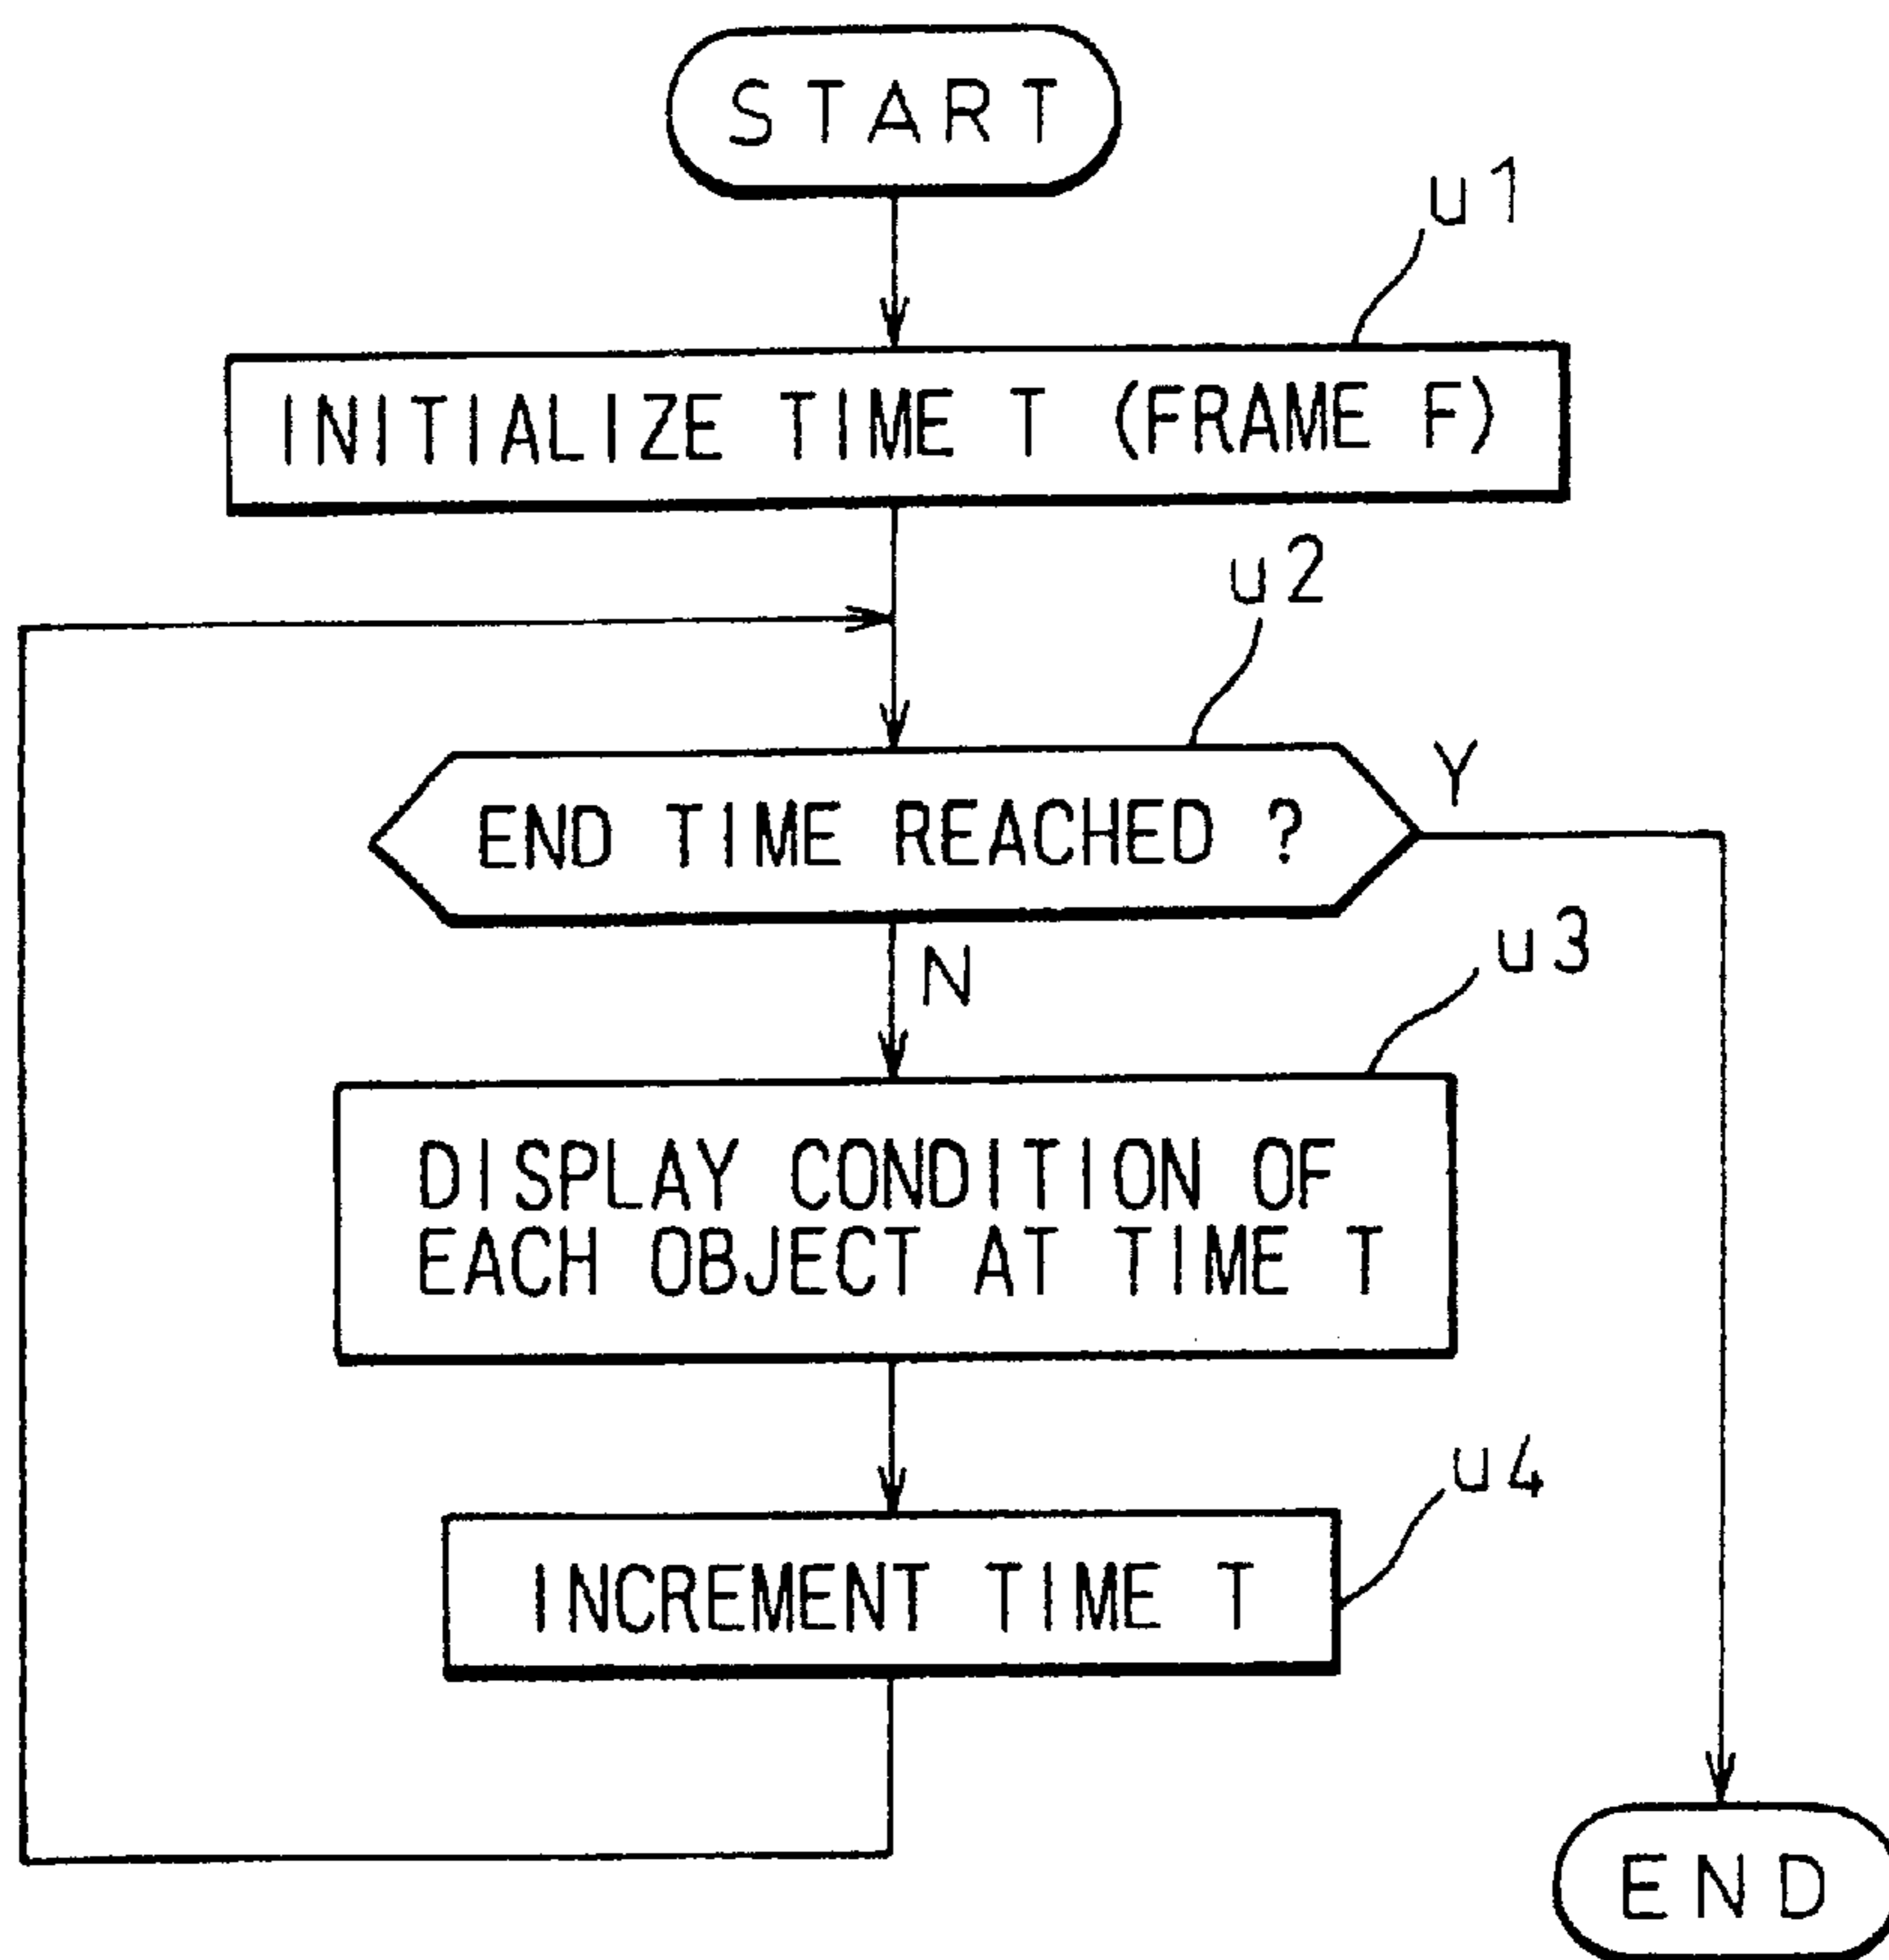 START
u1
INITIALIZE TIME T (FRAME F)
u2
END TIME REACHED ?
Y
N
u3
DISPLAY CONDITION OF
EACH OBJECT AT TIME T
u4
INCREMENT TIME T
END